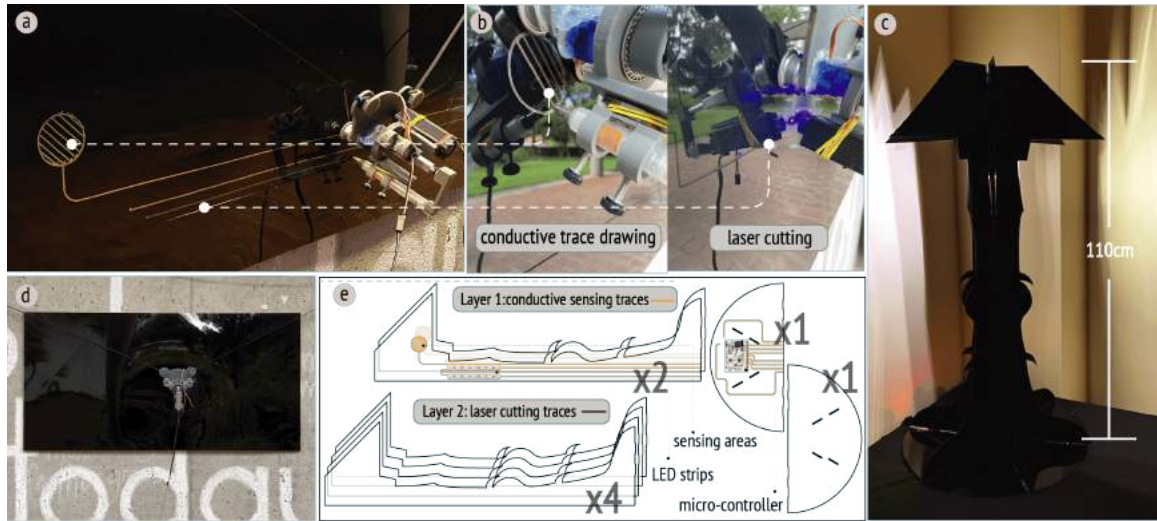 a
b
c
conductive trace drawing
laser cutting
110cm
d
e
Layer 1:conductive sensing traces
x1
x2
x1
Layer 2: laser cutting traces
sensing areas
LED strips
x4
micro-controller